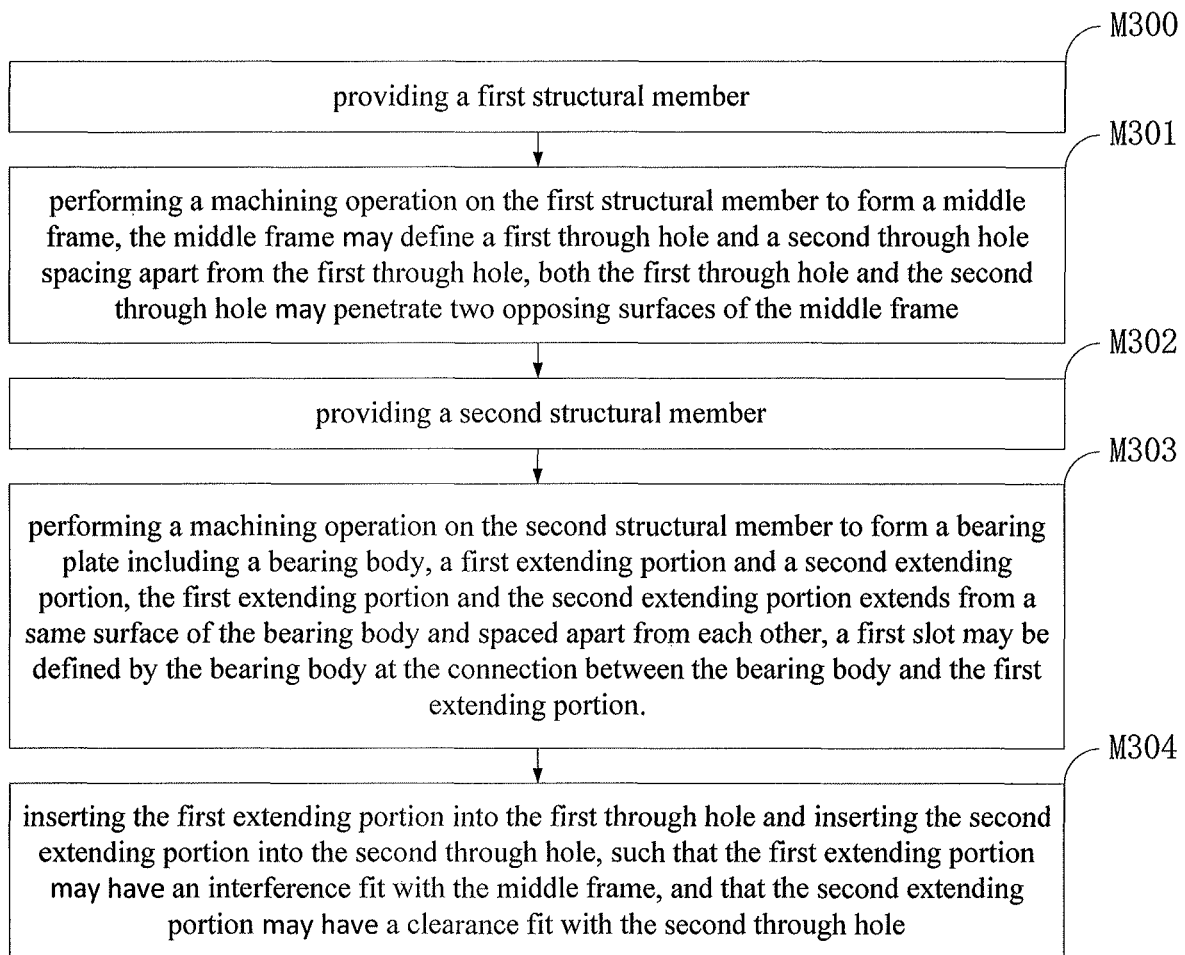 M300
providing a first structural member
M301
performing a machining operation on the first structural member to form a middle
frame, the middle frame may define a first through hole and a second through hole
spacing apart from the first through hole, both the first through hole and the second
through hole may penetrate two opposing surfaces of the middle frame
M302
providing a second structural member
M303
performing a machining operation on the second structural member to form a bearing
plate including a bearing body, a first extending portion and a second extending
portion, the first extending portion and the second extending portion extends from a
same surface of the bearing body and spaced apart from each other, a first slot may be
defined by the bearing body at the connection between the bearing body and the first
extending portion.
M304
inserting the first extending portion into the first through hole and inserting the second
extending portion into the second through hole, such that the first extending portion
may have an interference fit with the middle frame, and that the second extending
portion may have a clearance fit with the second through hole